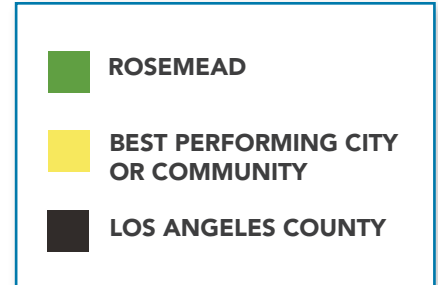 ROSEMEAD
BEST PERFORMING CITY
OR COMMUNITY
LOS ANGELES COUNTY